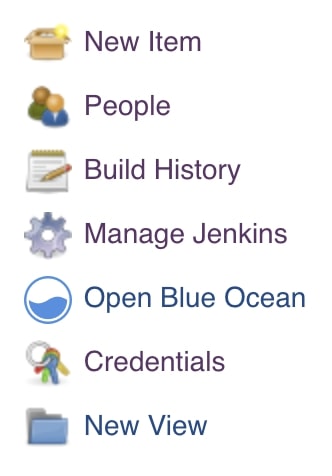 New Item
People
Build History
Manage Jenkins
Open Blue Ocean
Credentials
New View